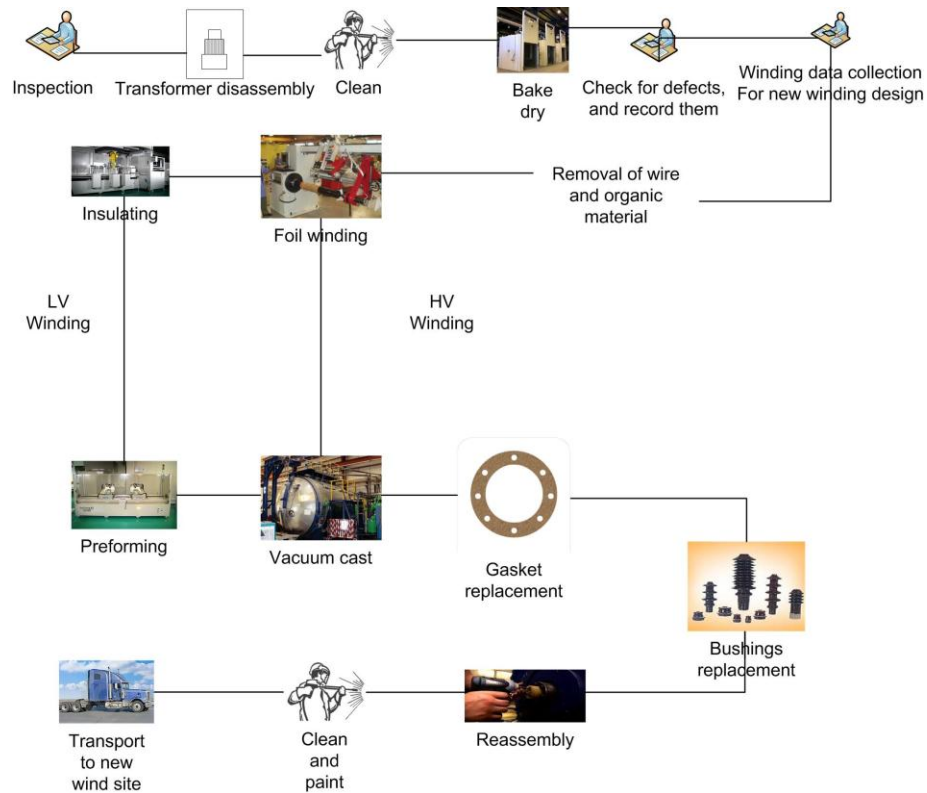 Inspection
Transformer disassembly
Clean
Bake
dry
Check for defects,
and record them
Winding data collection
For new winding design
Insulating
Foil winding
Removal of wire
and organic
material
LV
Winding
HV
Winding
Preforming
Vacuum cast
Gasket
replacement
Bushings
replacement
Transport
to new
wind site
Clean
and
paint
Reassembly